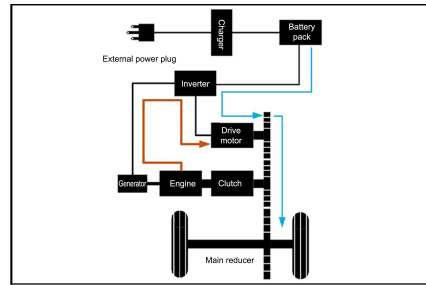 Charger
Battery
pack
External power plug
Inverter
Drive
motor
Generator
Engine
Clutch
Main reducer